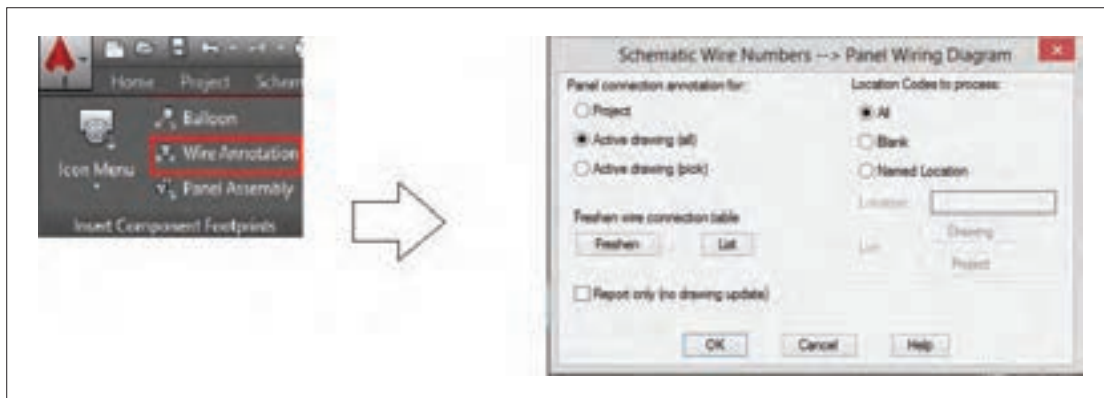 Home Project Schem
Balloon
Wire Annotation
Icon Menu
Panel Assembly
Insert Component Footprints
Schematic Wire Numbers --> Panel Wiring Diagram
Panel connection annotation for:
Project
Active drawing (all)
Active drawing (pick)
Freshen wire connection table
Freshen List
Report only (no drawing update)
Location Codes to process:
All
Blank
Named Location
Location
Drawing
List
Project
OK Cancel Help